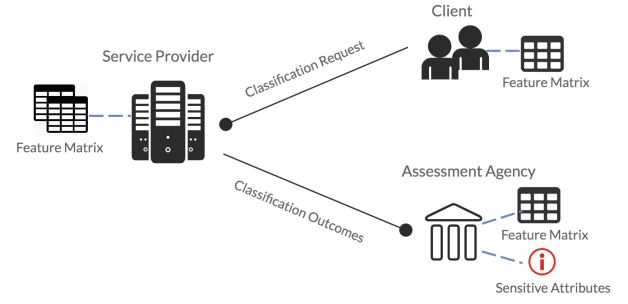 Client
Service Provider
Classification Request
Feature Matrix
Feature Matrix
Assessment Agency
Classification Outcomes
Feature Matrix
Sensitive Attributes